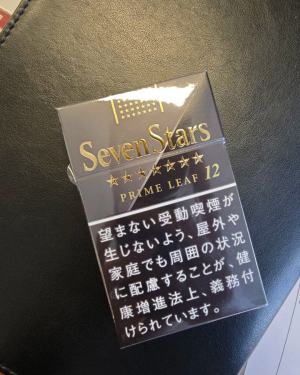 Seven Stars
PRIME LEAF 12
望まない受動喫煙が
生じないよう、屋外や
家庭でも周囲の状況
に配慮することが、健
康増進法上、義務付
けられています。